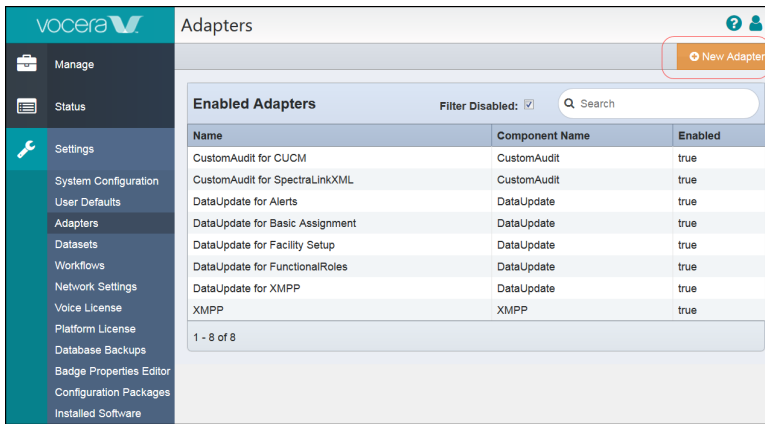 vocera
Adapters
Manage
Status
Settings
System Configuration
User Defaults
Adapters
Datasets
Workflows
Network Settings
Voice License
Platform License
Database Backups
Badge Properties Editor
Configuration Packages
Installed Software
New Adapter
Enabled Adapters Filter Disabled: Search
Name Component Name Enabled
CustomAudit for CUCM CustomAudit true
CustomAudit for SpectraLinkXML CustomAudit true
DataUpdate for Alerts DataUpdate true
DataUpdate for Basic Assignment DataUpdate true
DataUpdate for Facility Setup DataUpdate true
DataUpdate for FunctionalRoles DataUpdate true
DataUpdate for XMPP DataUpdate true
XMPP XMPP true
1 - 8 of 8